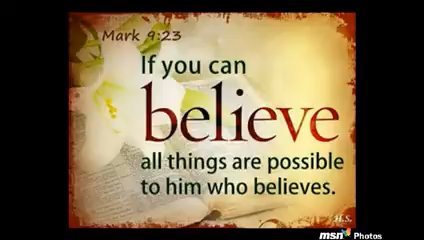 Mark 9:23
If you can
believe
all things are possible
to him who believes.
H.S.
msn Photos